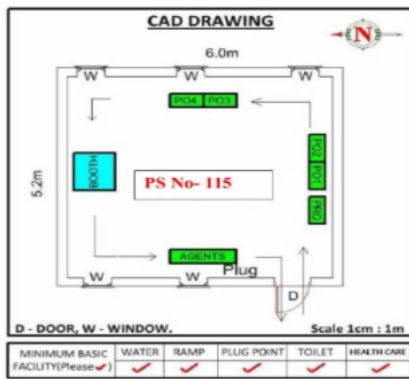 CAD DRAWING
N
6.0m
W W W
PO4 PO3
5.2m
BOOTH
PS No- 115
PO2 PO1
PRO
AGENTS
Plug
W W
D
D - DOOR, W - WINDOW. Scale 1cm : 1m
MINIMUM BASIC FACILITY(Please✓) WATER RAMP PLUG POINT TOILET HEALTH CARE
✓ ✓ ✓ ✓ ✓